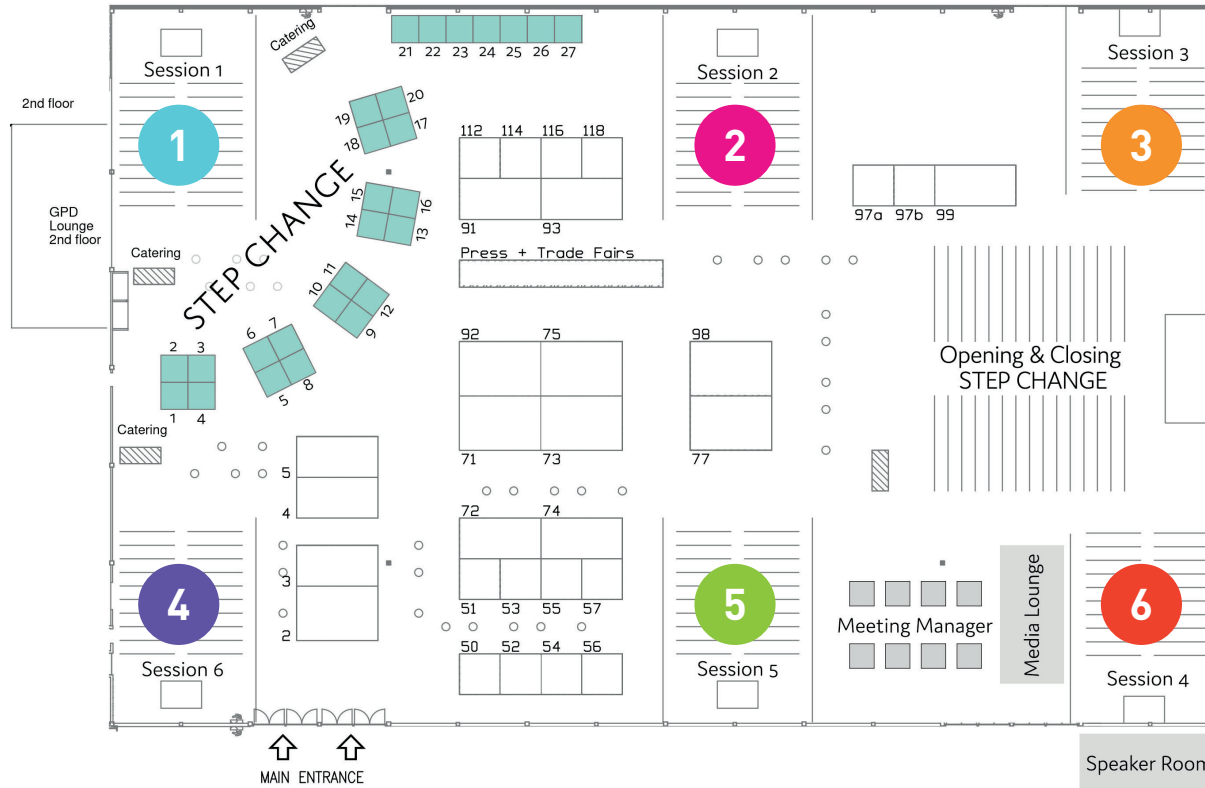 Catering
21 22 23 24 25 26 27
Session 1
Session 2
Session 3
2nd floor
1
2
3
19 20
18 17
112 114 116 118
STEP CHANGE
15 16
14 13
97a 97b 99
91 93
GPD
Lounge
2nd floor
Catering
Press + Trade Fairs
11
10 12
9
6 7
5 8
2 3
1 4
92 75
98
Opening & Closing
STEP CHANGE
Catering
71 73
77
5
4
72 74
3
2
51 53 55 57
50 52 54 56
4
5
6
Meeting Manager
Media Lounge
Session 6
Session 5
Session 4
MAIN ENTRANCE
Speaker Room